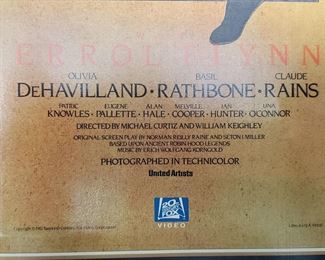 ERROL FLYNN
OLIVIA BASIL CLAUDE
DEHAVILLAND • RATHBONE • RAINS
PATRIC EUGENE ALAN MELVILLE IAN UNA
KNOWLES • PALLETTE • HALE • COOPER • HUNTER • O'CONNOR
DIRECTED BY MICHAEL CURTIZ AND WILLIAM KEIGHLEY
ORIGINAL SCREEN PLAY BY NORMAN REILLY RAINE AND SETON I. MILLER
BASED UPON ANCIENT ROBIN HOOD LEGENDS
MUSIC BY ERICH WOLFGANG KORNGOLD
PHOTOGRAPHED IN TECHNICOLOR
United Artists
20th
CENTURY
FOX
VIDEO